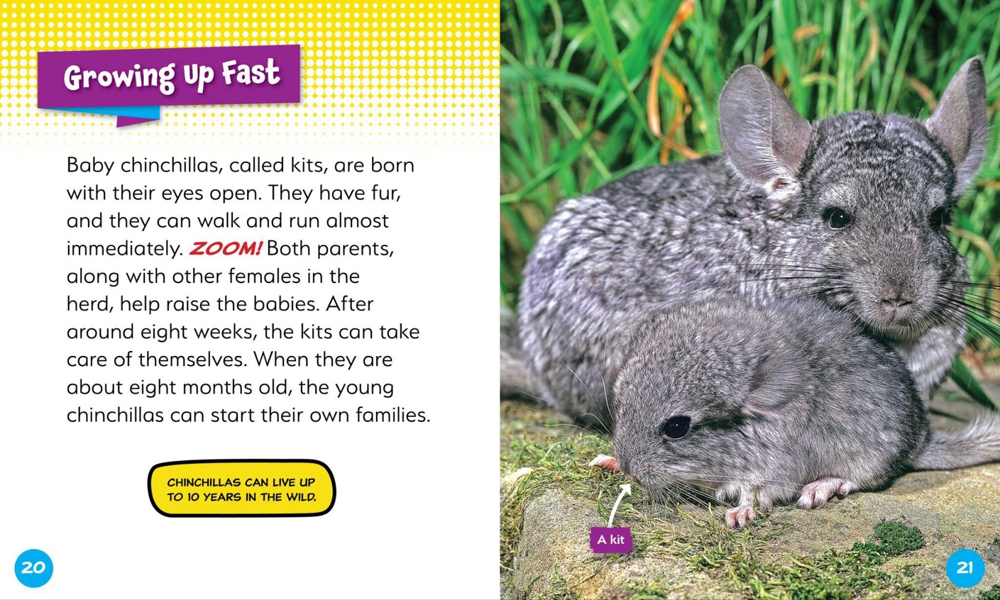 Growing Up Fast
Baby chinchillas, called kits, are born
with their eyes open. They have fur,
and they can walk and run almost
immediately. ZOOM! Both parents,
along with other females in the
herd, help raise the babies. After
around eight weeks, the kits can take
care of themselves. When they are
about eight months old, the young
chinchillas can start their own families.
CHINCHILLAS CAN LIVE UP
TO 10 YEARS IN THE WILD.
20
A kit
21